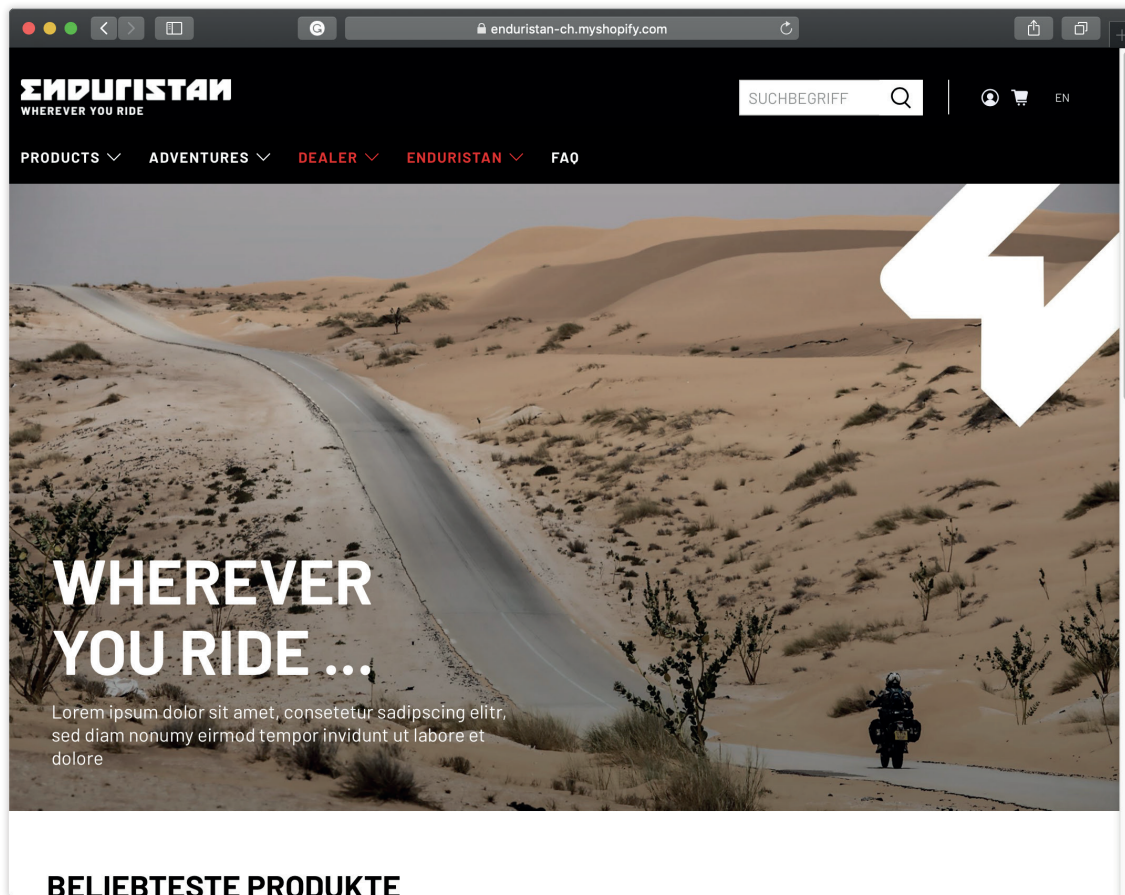 enduristan-ch.myshopify.com
ENDURISTAN
WHEREVER YOU RIDE
SUCHBEGRIFF
EN
PRODUCTS
ADVENTURES
DEALER
ENDURISTAN
FAQ
WHEREVER
YOU RIDE ...
Lorem ipsum dolor sit amet, consetetur sadipscing elitr,
sed diam nonumy eirmod tempor invidunt ut labore et
dolore
BELIEBTESTE PRODUKTE